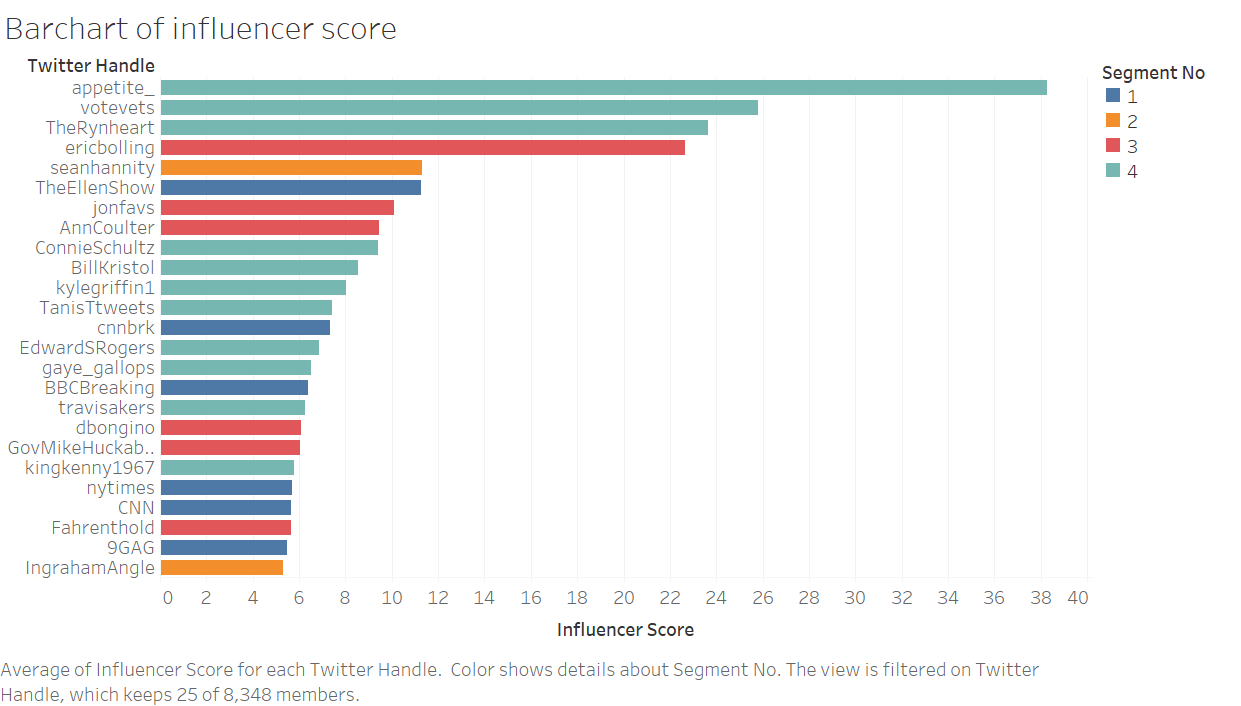 Barchart of influencer score
Twitter Handle
Segment No
appetite_
1
votevets
2
TheRynheart
3
ericbolling
4
seanhannity
TheEllenShow
jonfavs
AnnCoulter
ConnieSchultz
BillKristol
kylegriffin1
TanisTtweets
cnnbrk
EdwardSRogers
gaye_gallops
BBCBreaking
travisakers
dbongino
GovMikeHuckab..
kingkenny1967
nytimes
CNN
Fahrenthold
9GAG
IngrahamAngle
0 2 4 6 8 10 12 14 16 18 20 22 24 26 28 30 32 34 36 38 40
Influencer Score
Average of Influencer Score for each Twitter Handle. Color shows details about Segment No. The view is filtered on Twitter
Handle, which keeps 25 of 8,348 members.